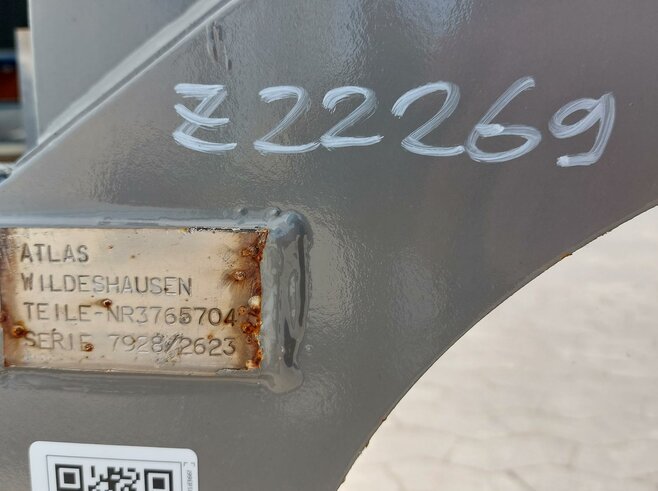 Z22269
ATLAS
WILDESHAUSEN
TEILE-NR3765704
SERIE 7928/2623